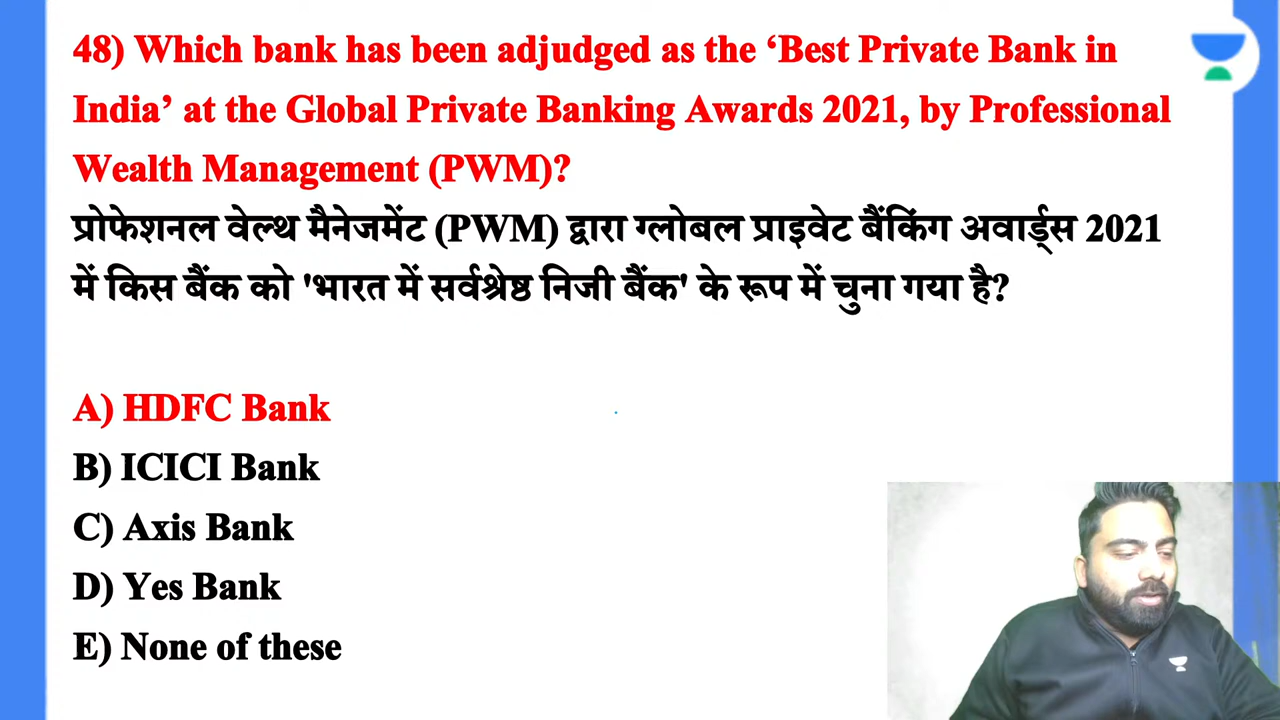 48) Which bank has been adjudged as the ‘Best Private Bank in
India’ at the Global Private Banking Awards 2021, by Professional
Wealth Management (PWM)?
प्रोफेशनल वेल्थ मैनेजमेंट (PWM) द्वारा ग्लोबल प्राइवेट बैंकिंग अवार्ड्स 2021
में किस बैंक को 'भारत में सर्वश्रेष्ठ निजी बैंक' के रूप में चुना गया है?
A) HDFC Bank
B) ICICI Bank
C) Axis Bank
D) Yes Bank
E) None of these